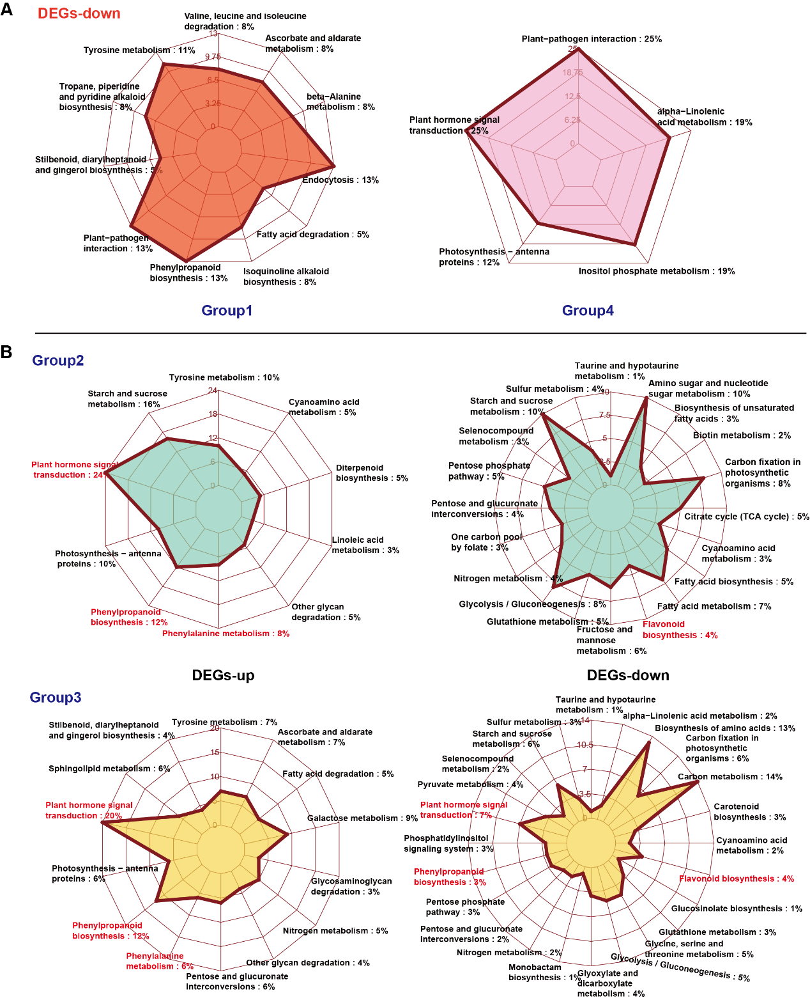 A
DEGs-down
Valine, leucine and isoleucine
degradation : 8%
Ascorbate and aldarate
metabolism : 8%
beta−Alanine
metabolism : 8%
Endocytosis : 13%
Fatty acid degradation : 5%
Isoquinoline alkaloid
biosynthesis : 8%
Phenylpropanoid
biosynthesis : 13%
Plant−pathogen
interaction : 13%
Stilbenoid, diarylheptanoid
and gingerol biosynthesis : 5%
Tropane, piperidine
and pyridine alkaloid
biosynthesis : 8%
Tyrosine metabolism : 11%
13
9.75
6.5
3.25
0
Group1
Plant−pathogen interaction : 25%
alpha−Linolenic
acid metabolism : 19%
Inositol phosphate metabolism : 19%
Photosynthesis − antenna
proteins : 12%
Plant hormone signal
transduction : 25%
25
18.75
12.5
6.25
0
Group4
B
Group2
Tyrosine metabolism : 10%
Cyanoamino acid
metabolism : 5%
Diterpenoid
biosynthesis : 5%
Linoleic acid
metabolism : 3%
Other glycan
degradation : 5%
Phenylalanine metabolism : 8%
Phenylpropanoid
biosynthesis : 12%
Photosynthesis − antenna
proteins : 10%
Plant hormone signal
transduction : 24%
Starch and sucrose
metabolism : 16%
24
18
12
6
0
Taurine and hypotaurine
metabolism : 1%
Amino sugar and nucleotide
sugar metabolism : 10%
Biosynthesis of unsaturated
fatty acids : 3%
Biotin metabolism : 2%
Carbon fixation in
photosynthetic
organisms : 8%
Citrate cycle (TCA cycle) : 5%
Cyanoamino acid
metabolism : 3%
Fatty acid biosynthesis : 5%
Fatty acid metabolism : 7%
Flavonoid
biosynthesis : 4%
Fructose and
mannose
metabolism : 6%
Glutathione metabolism : 5%
Glycolysis / Gluconeogenesis : 8%
Nitrogen metabolism : 4%
One carbon pool
by folate : 3%
Pentose and glucuronate
interconversions : 4%
Pentose phosphate
pathway : 5%
Selenocompound
metabolism : 3%
Starch and sucrose
metabolism : 10%
Sulfur metabolism : 4%
10
7.5
5
2.5
0
DEGs-up
DEGs-down
Group3
Tyrosine metabolism : 7%
Ascorbate and aldarate
metabolism : 7%
Fatty acid degradation : 5%
Galactose metabolism : 9%
Glycosaminoglycan
degradation : 3%
Nitrogen metabolism : 5%
Other glycan degradation : 4%
Pentose and glucuronate
interconversions : 6%
Phenylalanine
metabolism : 6%
Phenylpropanoid
biosynthesis : 12%
Photosynthesis − antenna
proteins : 6%
Plant hormone signal
transduction : 20%
Sphingolipid metabolism : 6%
Stilbenoid, diarylheptanoid
and gingerol biosynthesis : 4%
20
15
10
5
0
Taurine and hypotaurine
metabolism : 1%
alpha−Linolenic acid metabolism : 2%
Biosynthesis of amino acids : 13%
Carbon fixation in
photosynthetic
organisms : 6%
Carbon metabolism : 14%
Carotenoid
biosynthesis : 3%
Cyanoamino acid
metabolism : 2%
Flavonoid biosynthesis : 4%
Glucosinolate biosynthesis : 1%
Glutathione metabolism : 3%
Glycine, serine and
threonine metabolism : 5%
Glycolysis / Gluconeogenesis : 5%
Glyoxylate and
dicarboxylate
metabolism : 4%
Monobactam
biosynthesis : 1%
Nitrogen metabolism : 2%
Pentose and glucuronate
interconversions : 2%
Pentose phosphate
pathway : 3%
Phenylpropanoid
biosynthesis : 3%
Phosphatidylinositol
signaling system : 3%
Plant hormone signal
transduction : 7%
Pyruvate metabolism : 4%
Selenocompound
metabolism : 2%
Starch and sucrose
metabolism : 6%
Sulfur metabolism : 3%
14
10.5
7
3.5
0